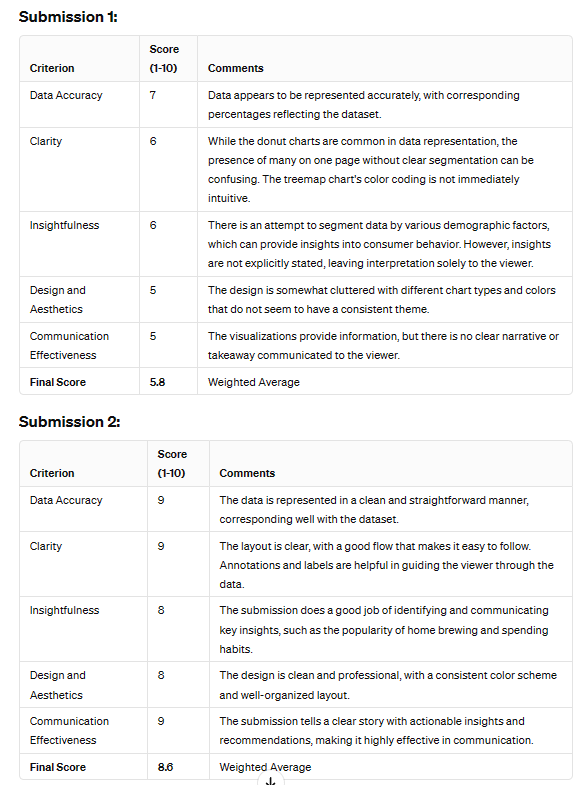 Submission 1:
Score
Criterion (1-10) Comments
Data Accuracy 7 Data appears to be represented accurately, with corresponding
percentages reflecting the dataset.
Clarity 6 While the donut charts are common in data representation, the
presence of many on one page without clear segmentation can be
confusing. The treemap chart's color coding is not immediately
intuitive.
Insightfulness 6 There is an attempt to segment data by various demographic factors,
which can provide insights into consumer behavior. However, insights
are not explicitly stated, leaving interpretation solely to the viewer.
Design and 5 The design is somewhat cluttered with different chart types and colors
Aesthetics that do not seem to have a consistent theme.
Communication 5 The visualizations provide information, but there is no clear narrative or
Effectiveness takeaway communicated to the viewer.
Final Score 5.8 Weighted Average
Submission 2:
Score
Criterion (1-10) Comments
Data Accuracy 9 The data is represented in a clean and straightforward manner,
corresponding well with the dataset.
Clarity 9 The layout is clear, with a good flow that makes it easy to follow.
Annotations and labels are helpful in guiding the viewer through the
data.
Insightfulness 8 The submission does a good job of identifying and communicating
key insights, such as the popularity of home brewing and spending
habits.
Design and 8 The design is clean and professional, with a consistent color scheme
Aesthetics and well-organized layout.
Communication 9 The submission tells a clear story with actionable insights and
Effectiveness recommendations, making it highly effective in communication.
Final Score 8.6 Weighted Average